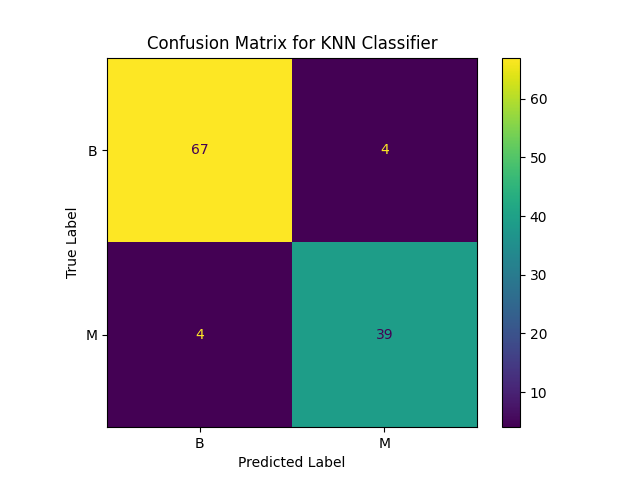 Confusion Matrix for KNN Classifier
True Label
B
67
4
M
4
39
B
M
Predicted Label
60
50
40
30
20
10